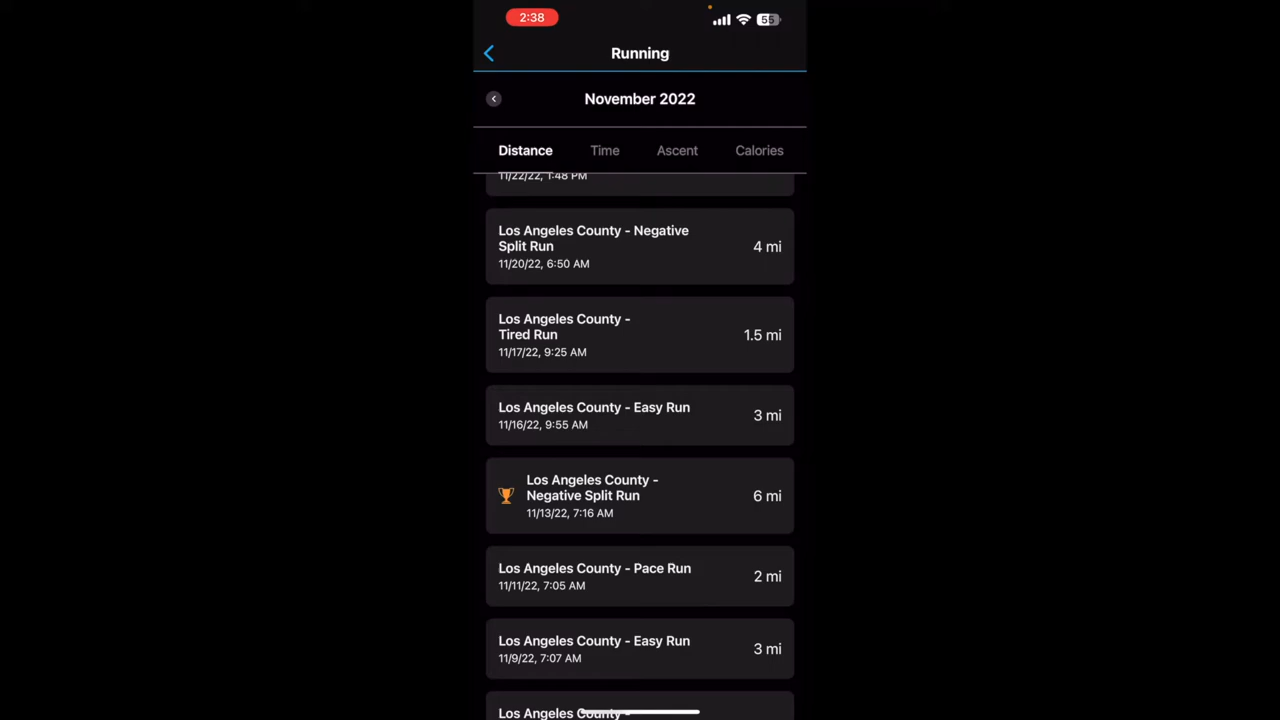 2:38
55
Running
November 2022
Distance Time Ascent Calories
11/22/22, 1:48 PM
Los Angeles County - Negative
Split Run
4 mi
11/20/22, 6:50 AM
Los Angeles County -
Tired Run
1.5 mi
11/17/22, 9:25 AM
Los Angeles County - Easy Run
3 mi
11/16/22, 9:55 AM
Los Angeles County -
Negative Split Run
6 mi
11/13/22, 7:16 AM
Los Angeles County - Pace Run
2 mi
11/11/22, 7:05 AM
Los Angeles County - Easy Run
3 mi
11/9/22, 7:07 AM
Los Angeles County -